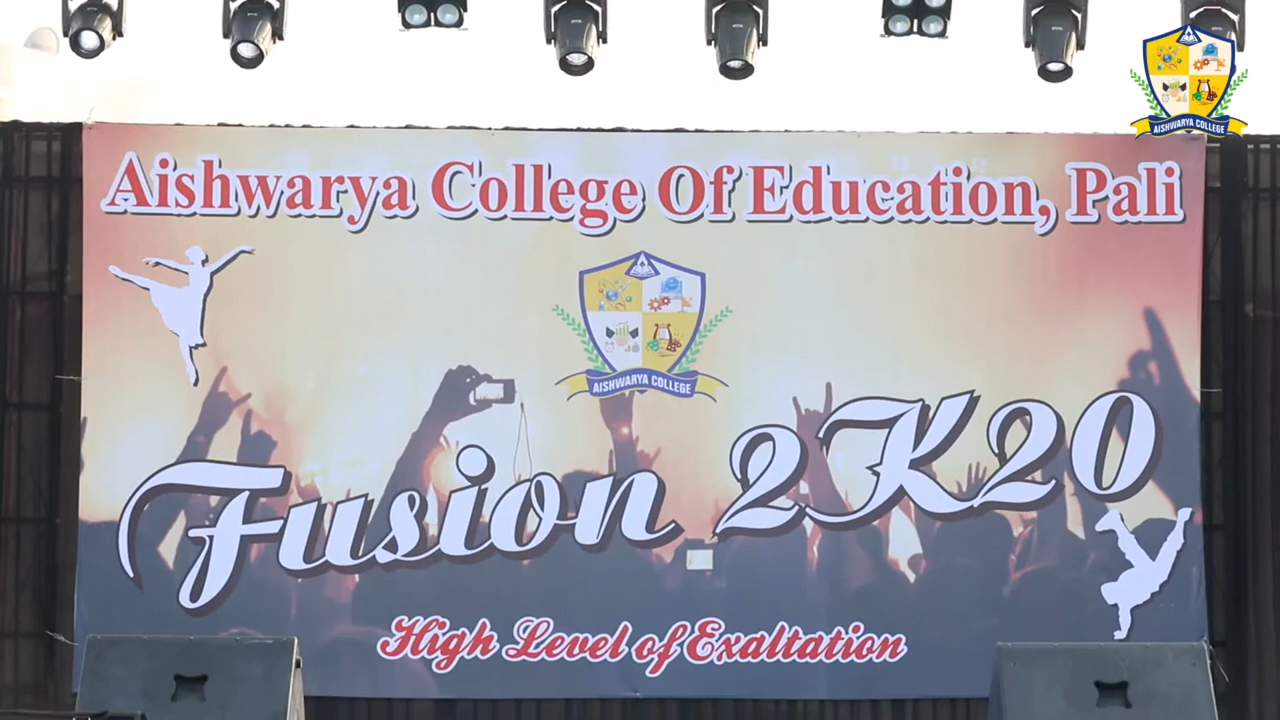 AISHWARYA COLLEGE
Aishwarya College Of Education, Pali
AISHWARYA COLLEGE
Fusion 2K20
High Level of Exaltation